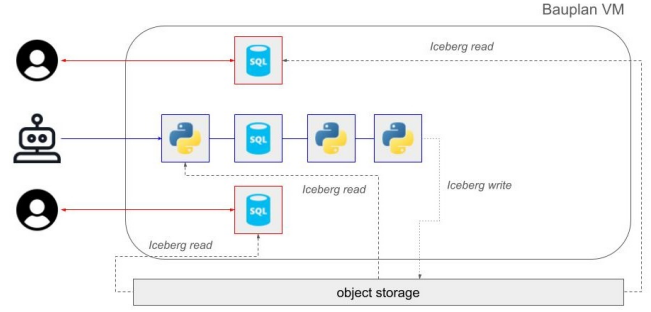 Bauplan VM
Iceberg read
SQL
SQL
Iceberg read
Iceberg write
SQL
Iceberg read
object storage